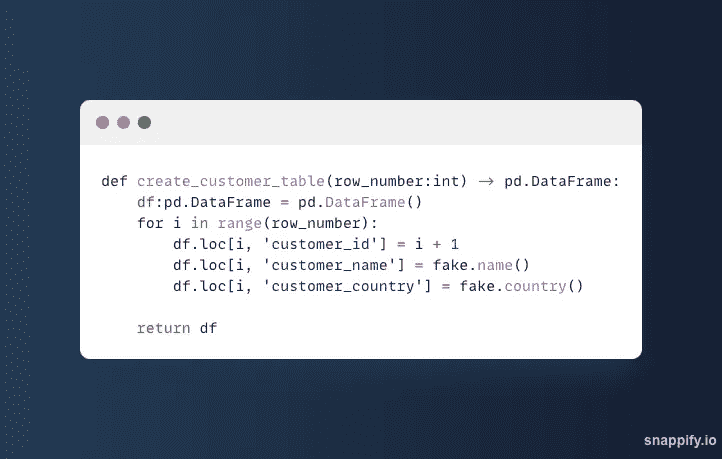 def create_customer_table(row_number:int) -> pd.DataFrame:
    df:pd.DataFrame = pd.DataFrame()
    for i in range(row_number):
        df.loc[i, 'customer_id'] = i + 1
        df.loc[i, 'customer_name'] = fake.name()
        df.loc[i, 'customer_country'] = fake.country()

    return df
snappify.io